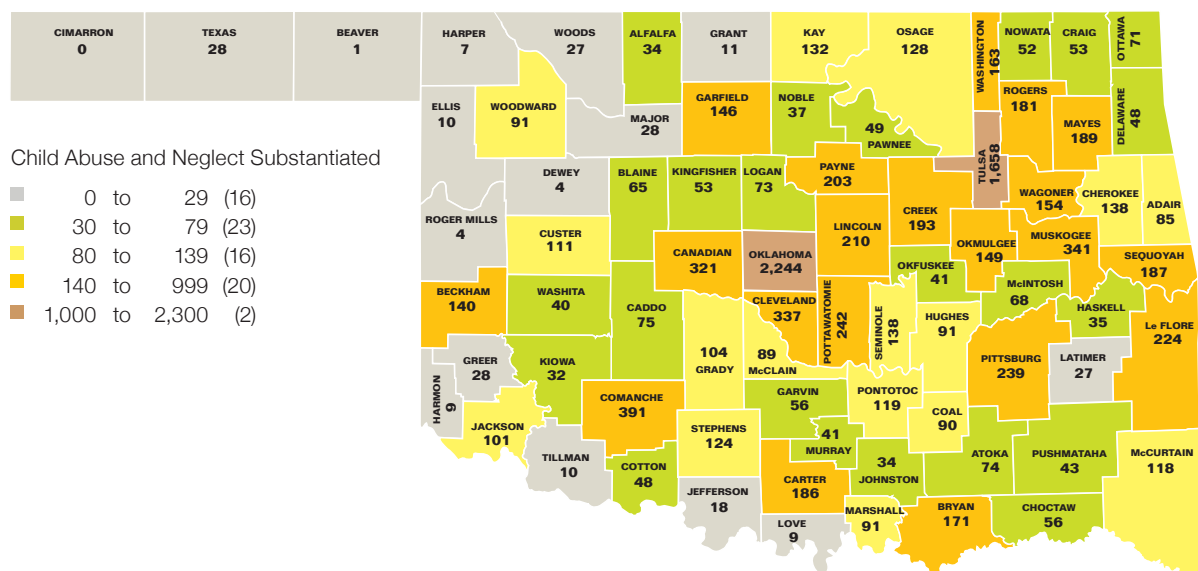 CIMARRON
0
TEXAS
28
BEAVER
1
HARPER
7
WOODS
27
ALFALFA
34
GRANT
11
KAY
132
OSAGE
128
WASHINGTON
163
NOWATA
52
CRAIG
53
OTTAWA
71
ELLIS
10
WOODWARD
91
MAJOR
28
GARFIELD
146
NOBLE
37
49
PAWNEE
ROGERS
181
MAYES
189
DELAWARE
48
Child Abuse and Neglect Substantiated
0 to 29 (16)
30 to 79 (23)
80 to 139 (16)
140 to 999 (20)
1,000 to 2,300 (2)
DEWEY
4
BLAINE
65
KINGFISHER
53
LOGAN
73
PAYNE
203
TULSA
1,658
WAGONER
154
CHEROKEE
138
ADAIR
85
ROGER MILLS
4
CUSTER
111
CANADIAN
321
OKLAHOMA
2,244
LINCOLN
210
CREEK
193
OKMULGEE
149
MUSKOGEE
341
SEQUOYAH
187
BECKHAM
140
WASHITA
40
CADDO
75
CLEVELAND
337
POTTAWATOMIE
242
SEMINOLE
138
OKFUSKEE
41
McINTOSH
68
HASKELL
35
Le FLORE
224
HUGHES
91
PITTSBURG
239
LATIMER
27
GREER
28
KIOWA
32
104
GRADY
89
McCLAIN
HARMON
9
JACKSON
101
COMANCHE
391
GARVIN
56
PONTOTOC
119
COAL
90
STEPHENS
124
41
MURRAY
TILLMAN
10
COTTON
48
34
JOHNSTON
ATOKA
74
PUSHMATAHA
43
McCURTAIN
118
JEFFERSON
18
CARTER
186
LOVE
9
MARSHALL
91
BRYAN
171
CHOCTAW
56